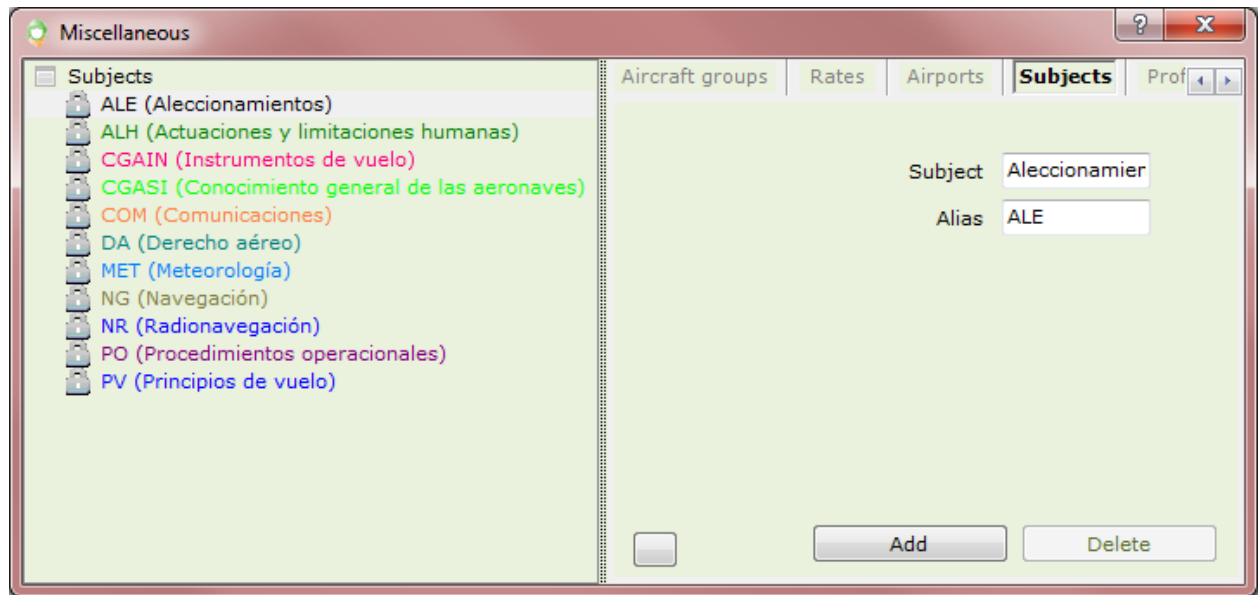 Miscellaneous
?
X
Subjects
ALE (Aleccionamientos)
ALH (Actuaciones y limitaciones humanas)
CGAIN (Instrumentos de vuelo)
CGASI (Conocimiento general de las aeronaves)
COM (Comunicaciones)
DA (Derecho aéreo)
MET (Meteorología)
NG (Navegación)
NR (Radionavegación)
PO (Procedimientos operacionales)
PV (Principios de vuelo)
Aircraft groups Rates Airports Subjects Prof
Subject Aleccionamier
Alias ALE
Add Delete